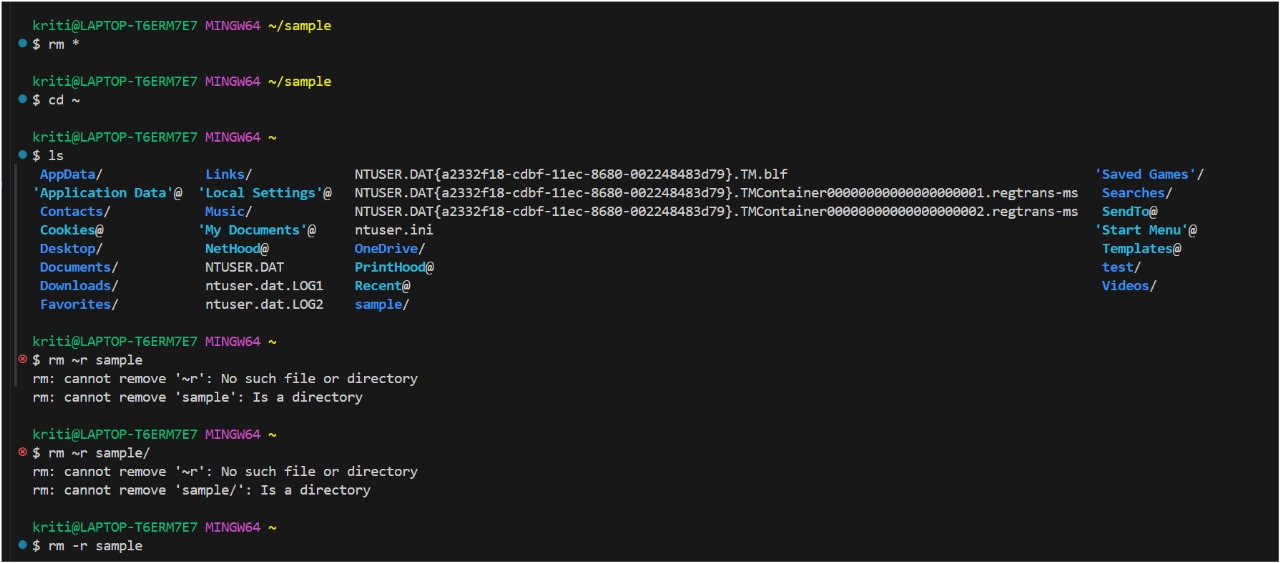 kriti@LAPTOP-T6ERM7E7 MINGW64 ~/sample
$ rm *
kriti@LAPTOP-T6ERM7E7 MINGW64 ~/sample
$ cd ~
kriti@LAPTOP-T6ERM7E7 MINGW64 ~
$ ls
AppData/ Links/ NTUSER.DAT{a2332f18-cdbf-11ec-8680-002248483d79}.TM.blf 'Saved Games'/
'Application Data'@ 'Local Settings'@ NTUSER.DAT{a2332f18-cdbf-11ec-8680-002248483d79}.TMContainer00000000000000000001.regtrans-ms Searches/
Contacts/ Music/ NTUSER.DAT{a2332f18-cdbf-11ec-8680-002248483d79}.TMContainer00000000000000000002.regtrans-ms SendTo@
Cookies@ 'My Documents'@ ntuser.ini 'Start Menu'@
Desktop/ NetHood@ OneDrive/ Templates@
Documents/ NTUSER.DAT PrintHood@ test/
Downloads/ ntuser.dat.LOG1 Recent@ Videos/
Favorites/ ntuser.dat.LOG2 sample/
kriti@LAPTOP-T6ERM7E7 MINGW64 ~
$ rm ~r sample
rm: cannot remove '~r': No such file or directory
rm: cannot remove 'sample': Is a directory
kriti@LAPTOP-T6ERM7E7 MINGW64 ~
$ rm ~r sample/
rm: cannot remove '~r': No such file or directory
rm: cannot remove 'sample/': Is a directory
kriti@LAPTOP-T6ERM7E7 MINGW64 ~
$ rm -r sample